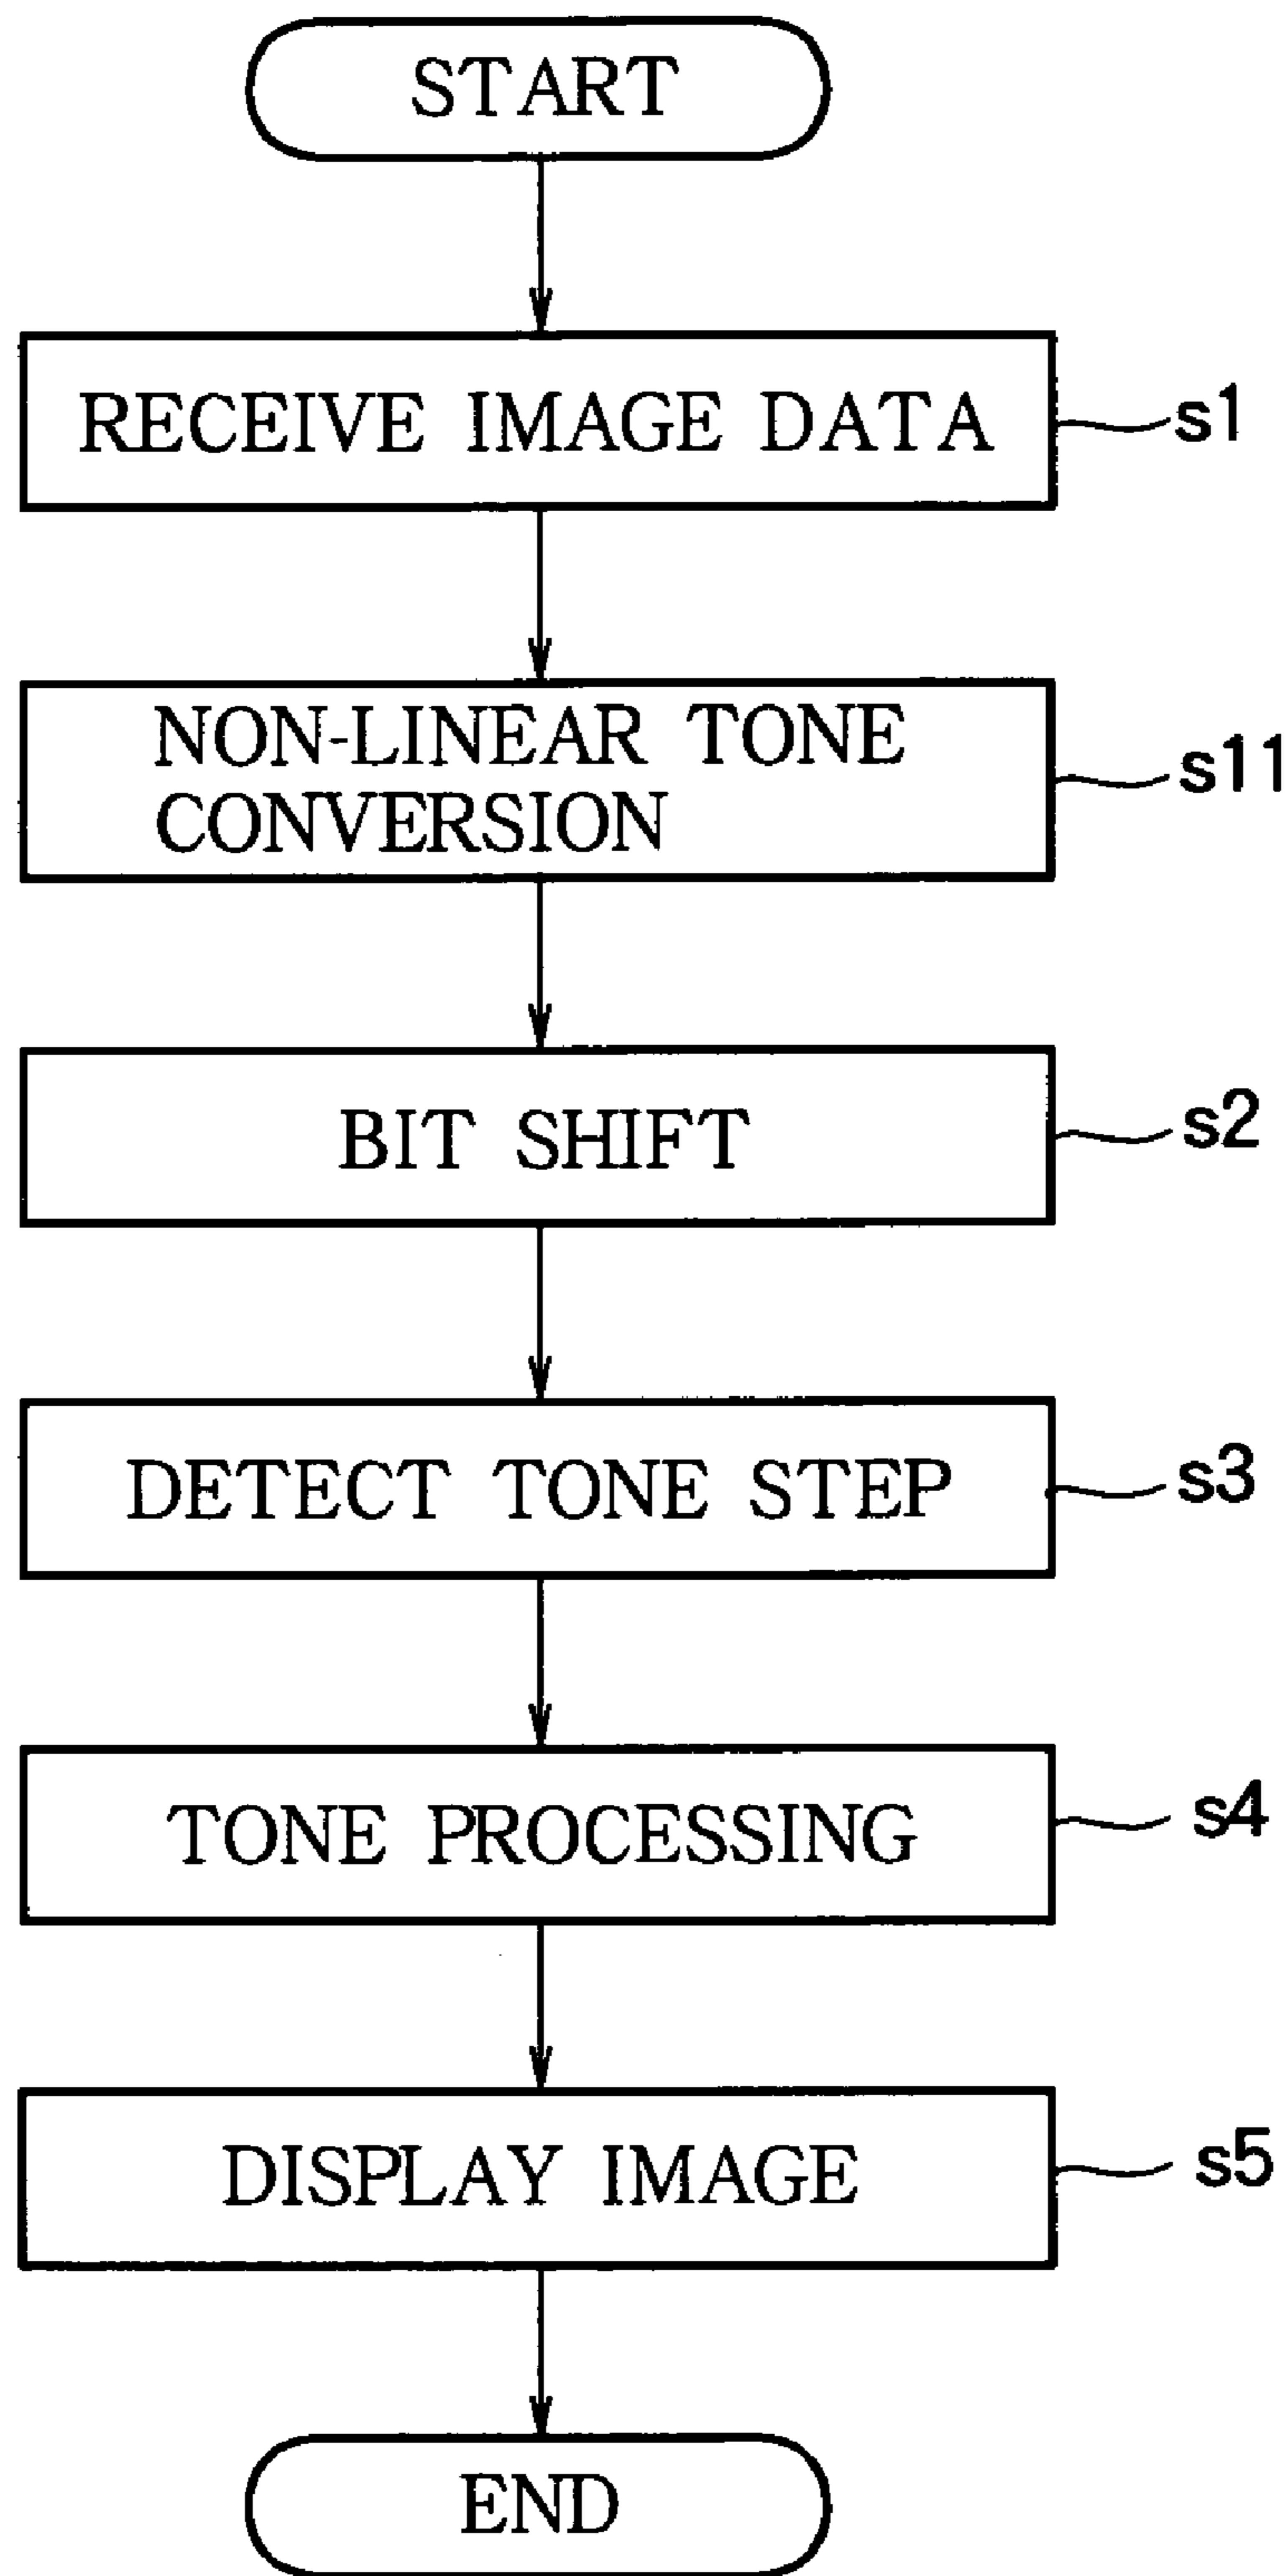 START
RECEIVE IMAGE DATA
s1
NON-LINEAR TONE
CONVERSION
s11
BIT SHIFT
s2
DETECT TONE STEP
s3
TONE PROCESSING
s4
DISPLAY IMAGE
s5
END